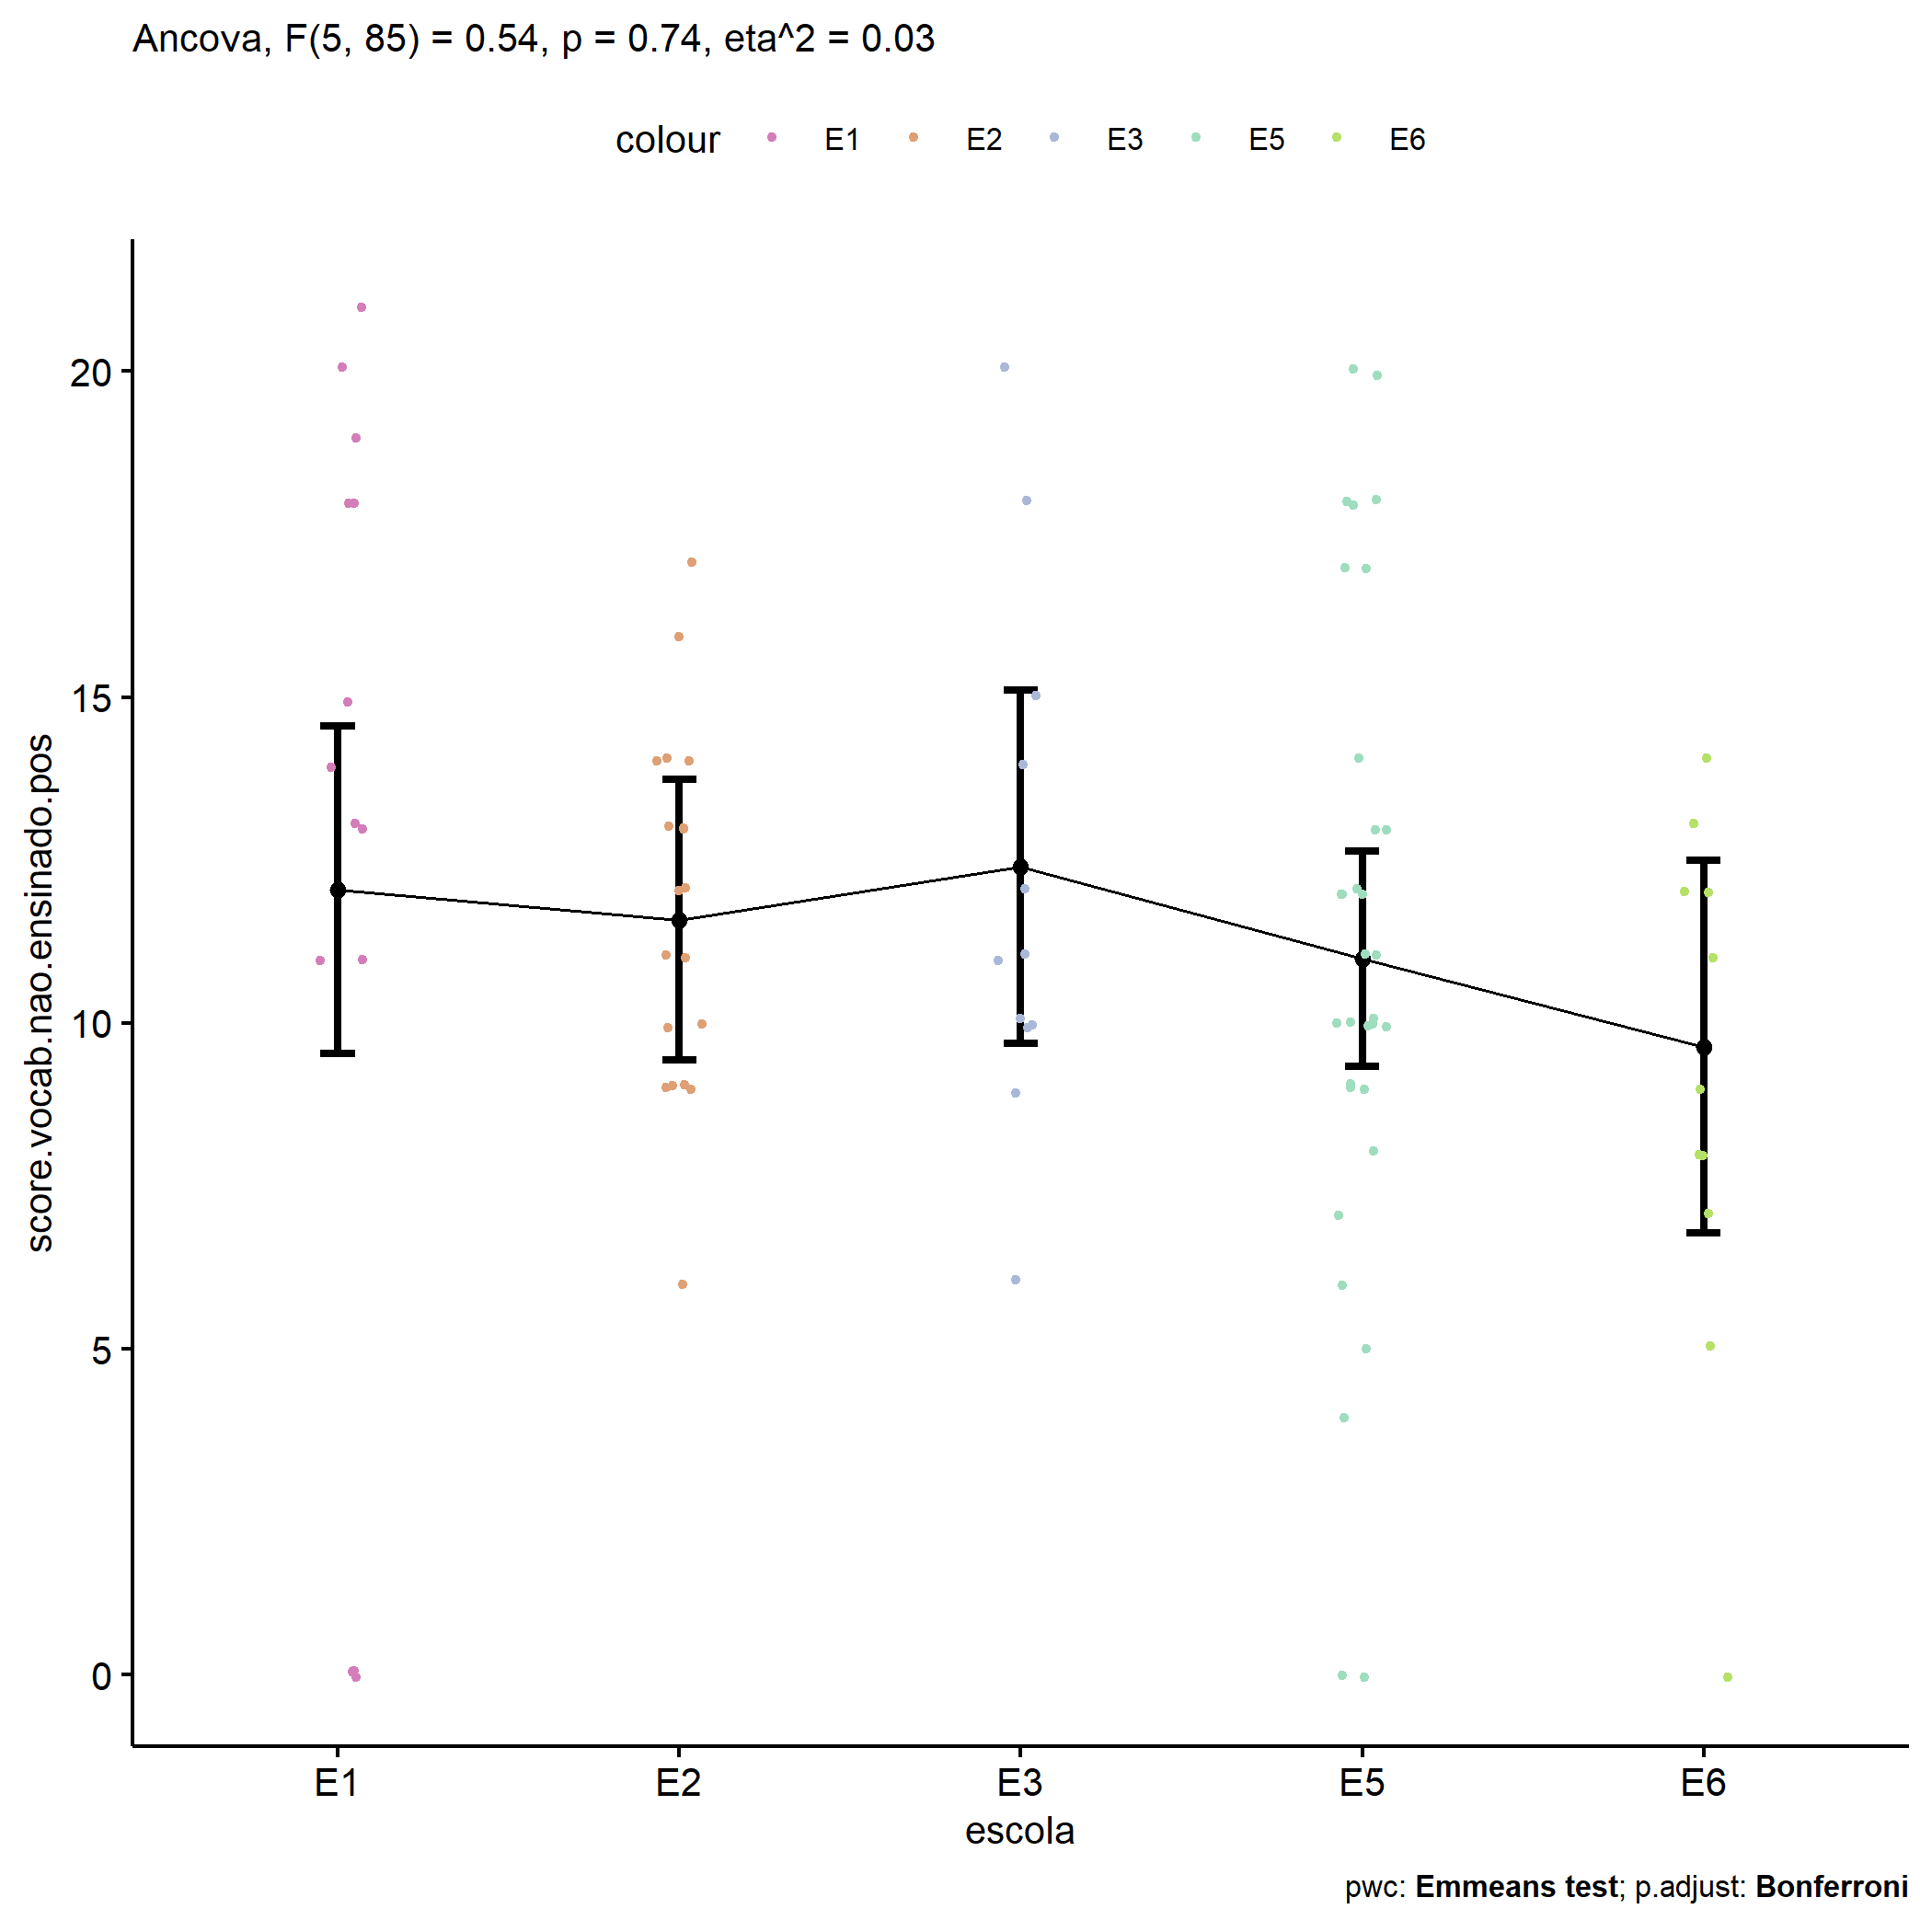 Ancova, F(5, 85) = 0.54, p = 0.74, eta^2 = 0.03
colour E1 E2 E3 E5 E6
score.vocab.nao.ensinado.pos
20
15
10
5
0
E1 E2 E3 E5 E6
escola
pwc: Emmeans test; p.adjust: Bonferroni